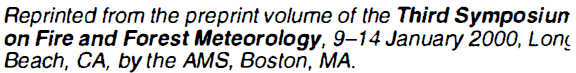 Reprinted from the preprint volume of the Third Symposium
on Fire and Forest Meteorology, 9–14 January 2000, Long
Beach, CA, by the AMS, Boston, MA.